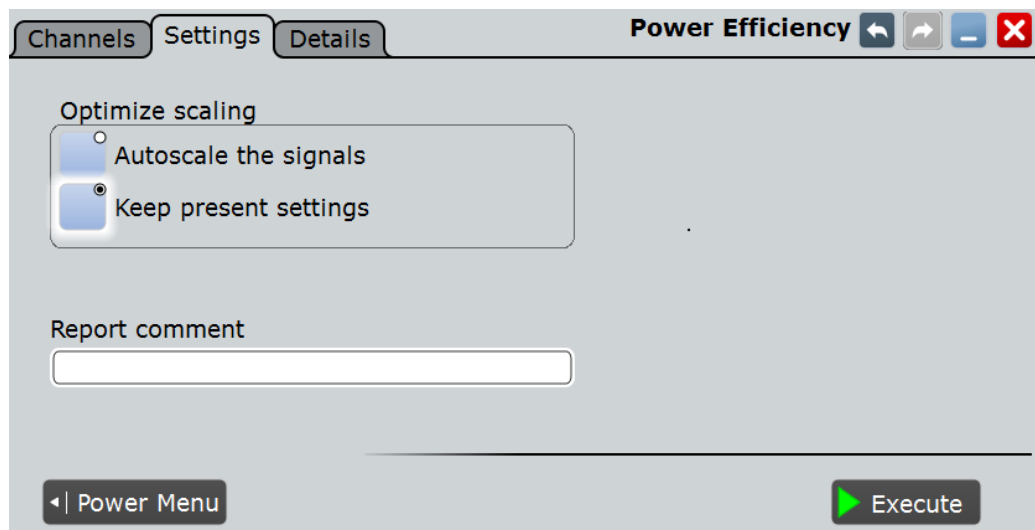 Channels Settings Details Power Efficiency
Optimize scaling
Autoscale the signals
Keep present settings
Report comment
Power Menu Execute